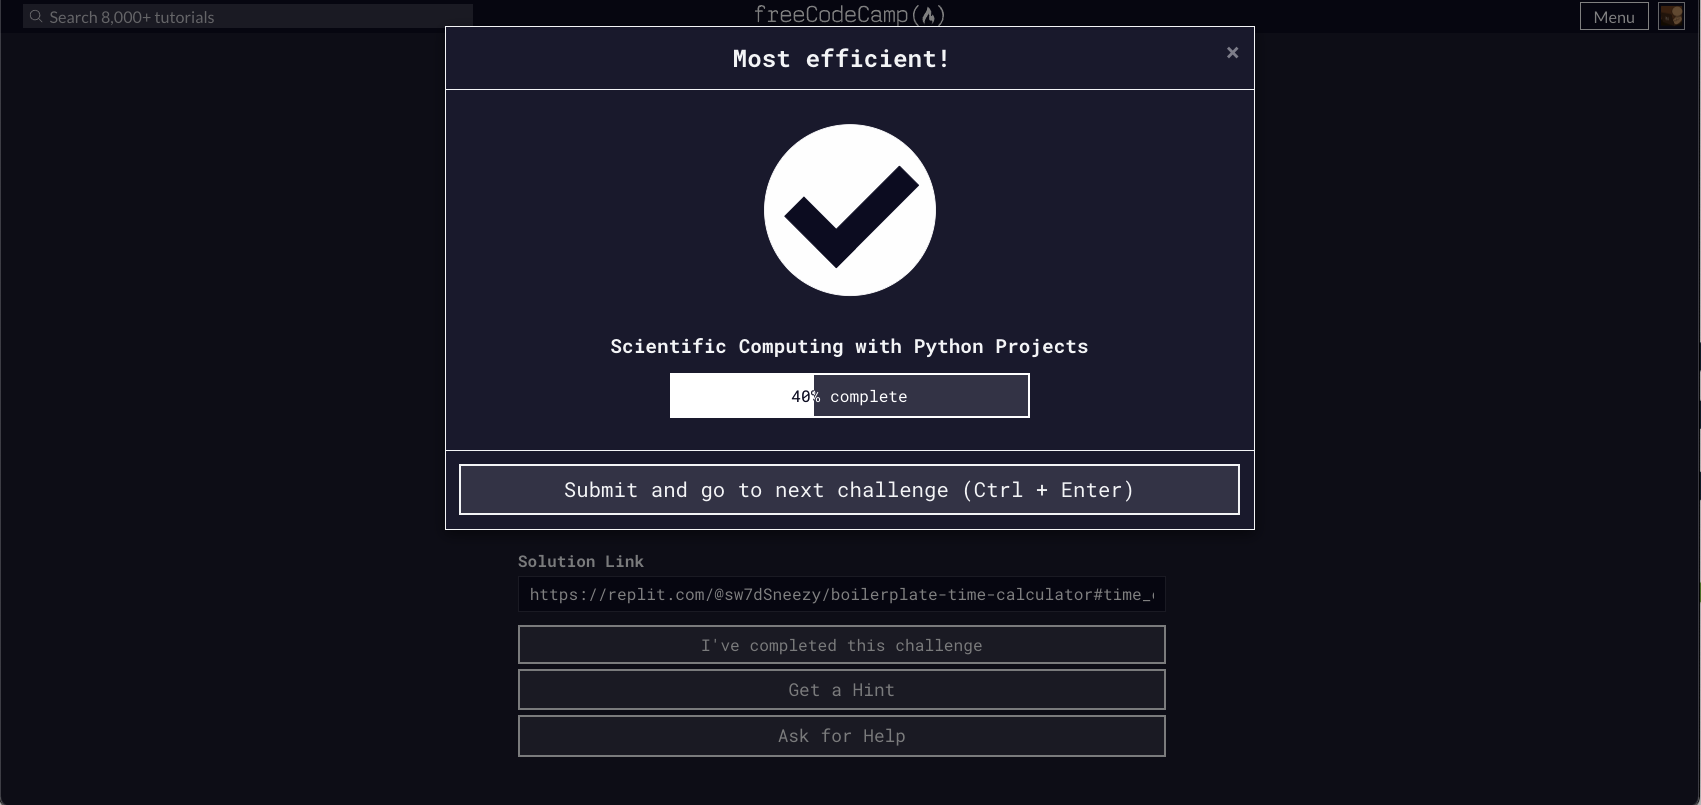 Search 8,000+ tutorials
freeCodeCamp(🔥)
Menu
Most efficient!
×
Scientific Computing with Python Projects
40% complete
Submit and go to next challenge (Ctrl + Enter)
Solution Link
https://replit.com/@sw7dSneezy/boilerplate-time-calculator#time_
I've completed this challenge
Get a Hint
Ask for Help